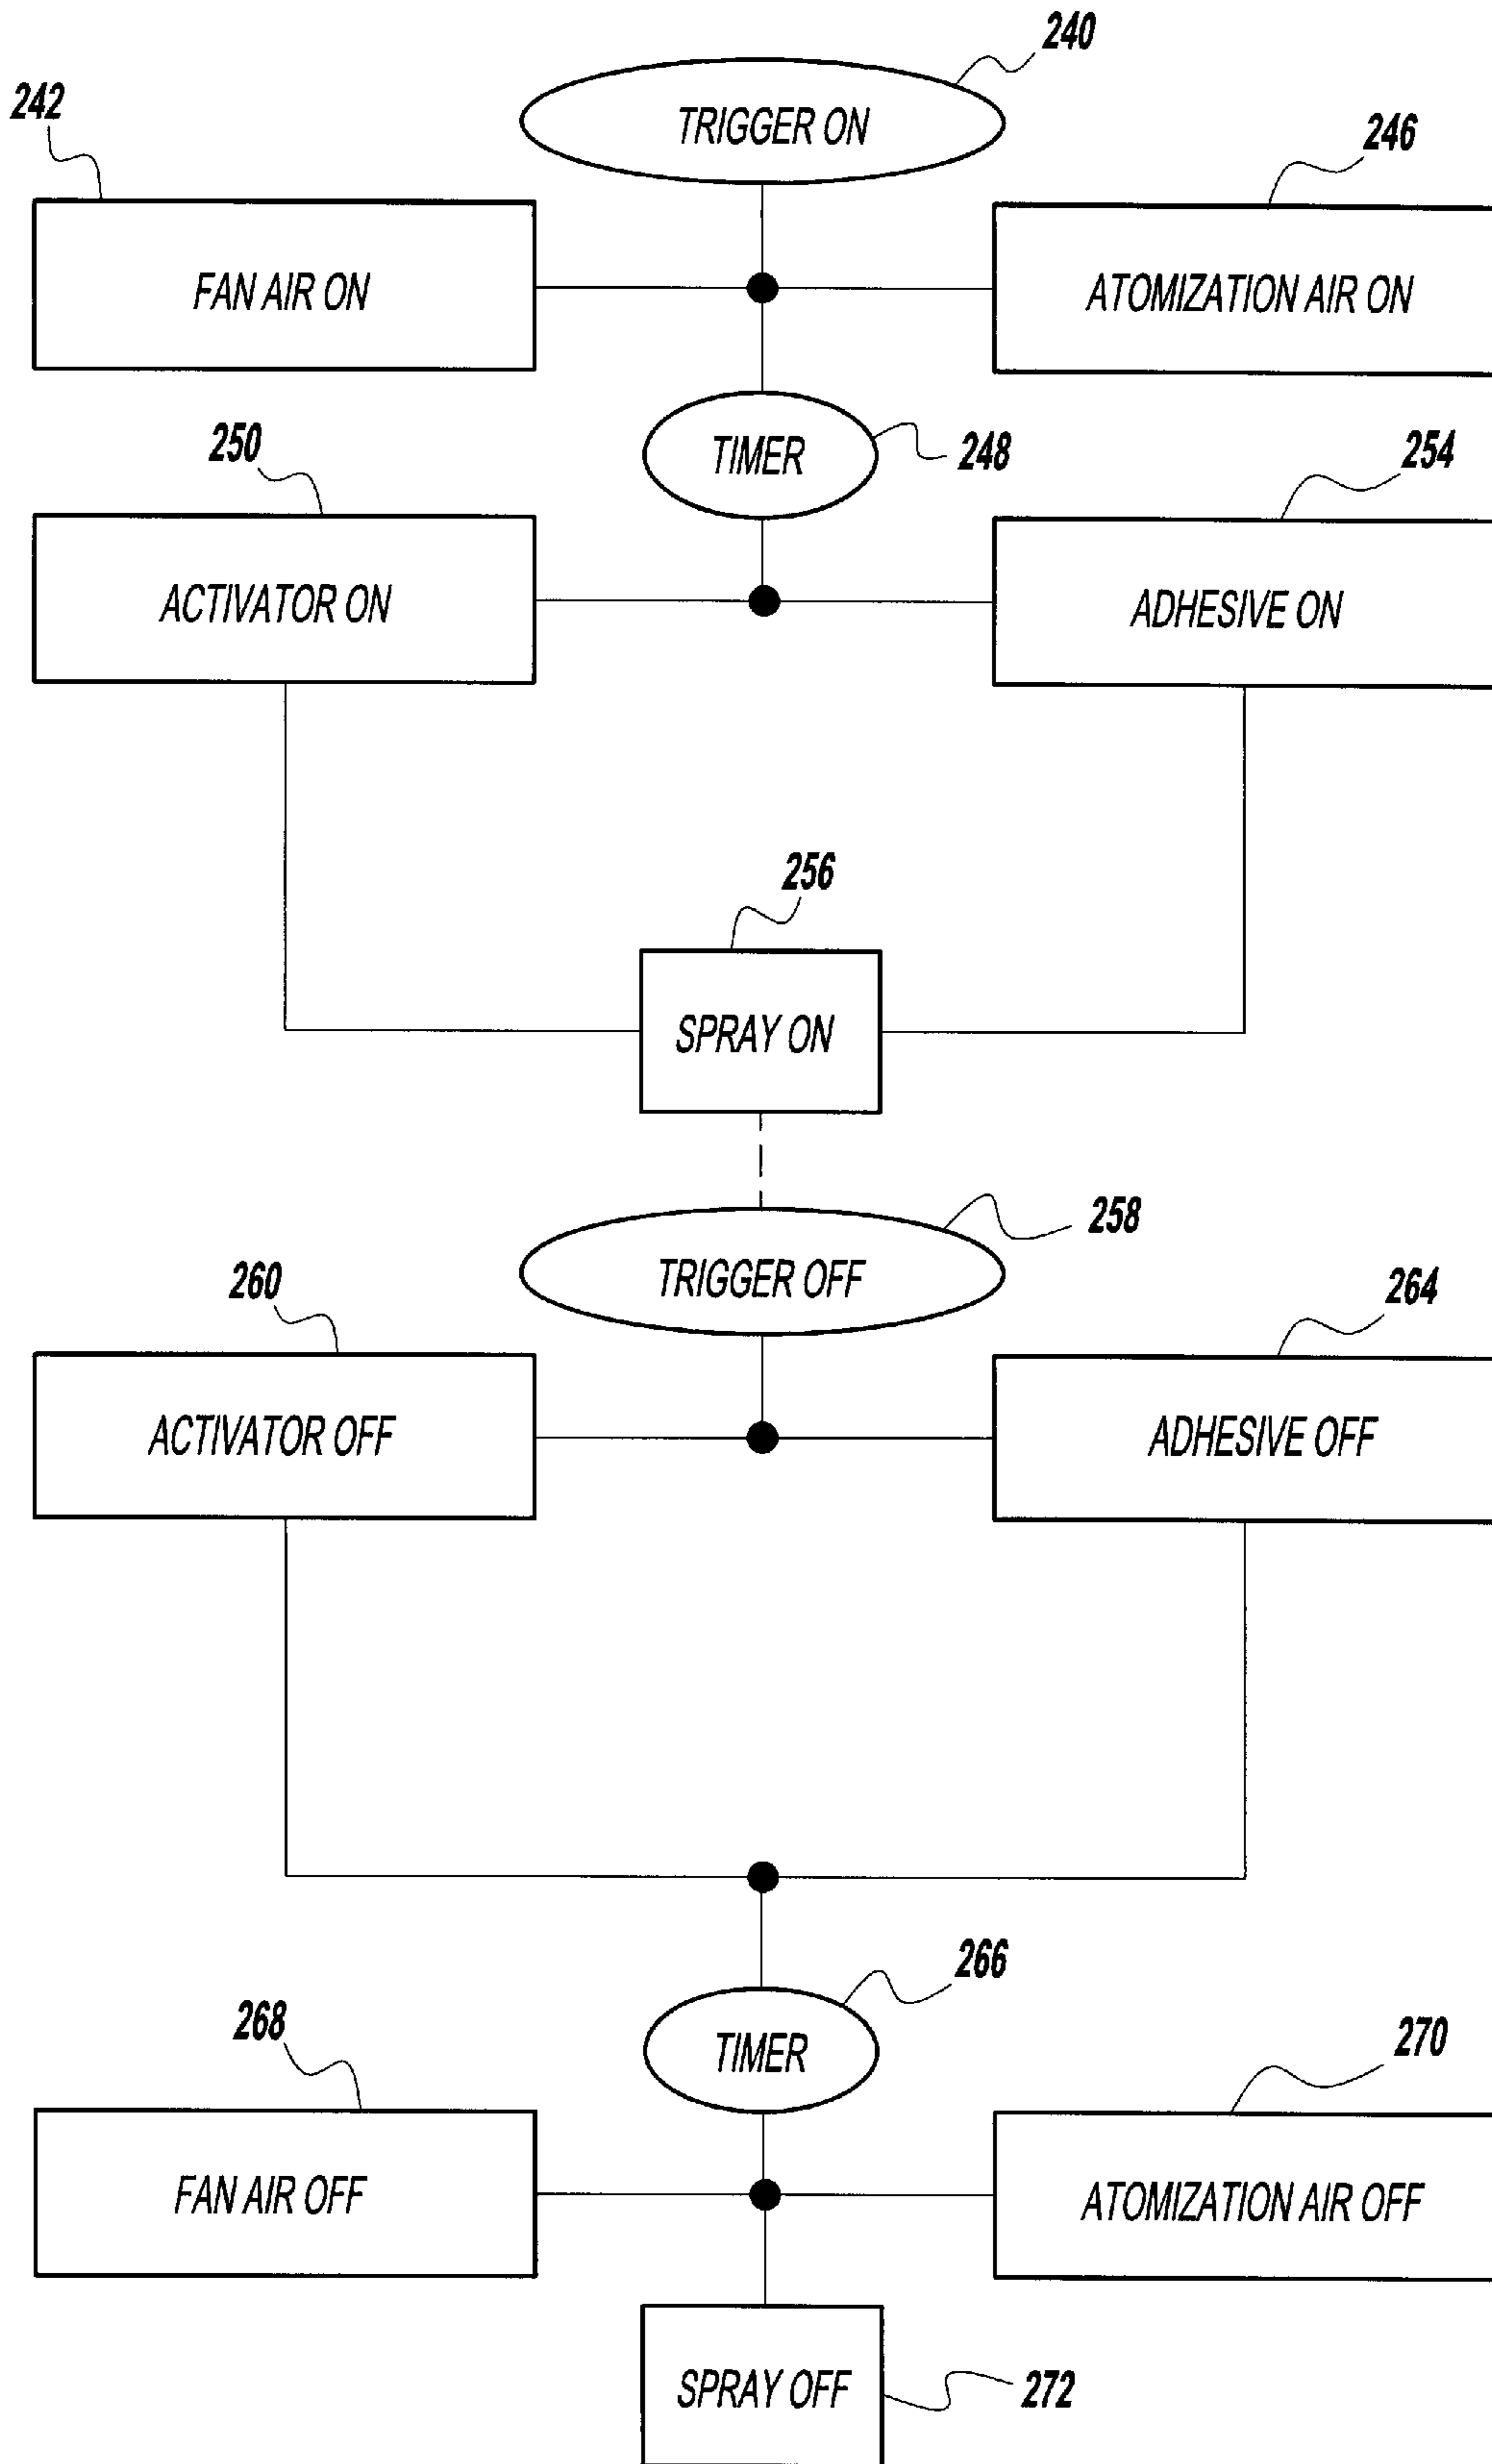 240
242
TRIGGER ON
246
FAN AIR ON
ATOMIZATION AIR ON
250
TIMER
248
254
ACTIVATOR ON
ADHESIVE ON
256
SPRAY ON
258
260
TRIGGER OFF
264
ACTIVATOR OFF
ADHESIVE OFF
266
268
TIMER
270
FAN AIR OFF
ATOMIZATION AIR OFF
SPRAY OFF
272